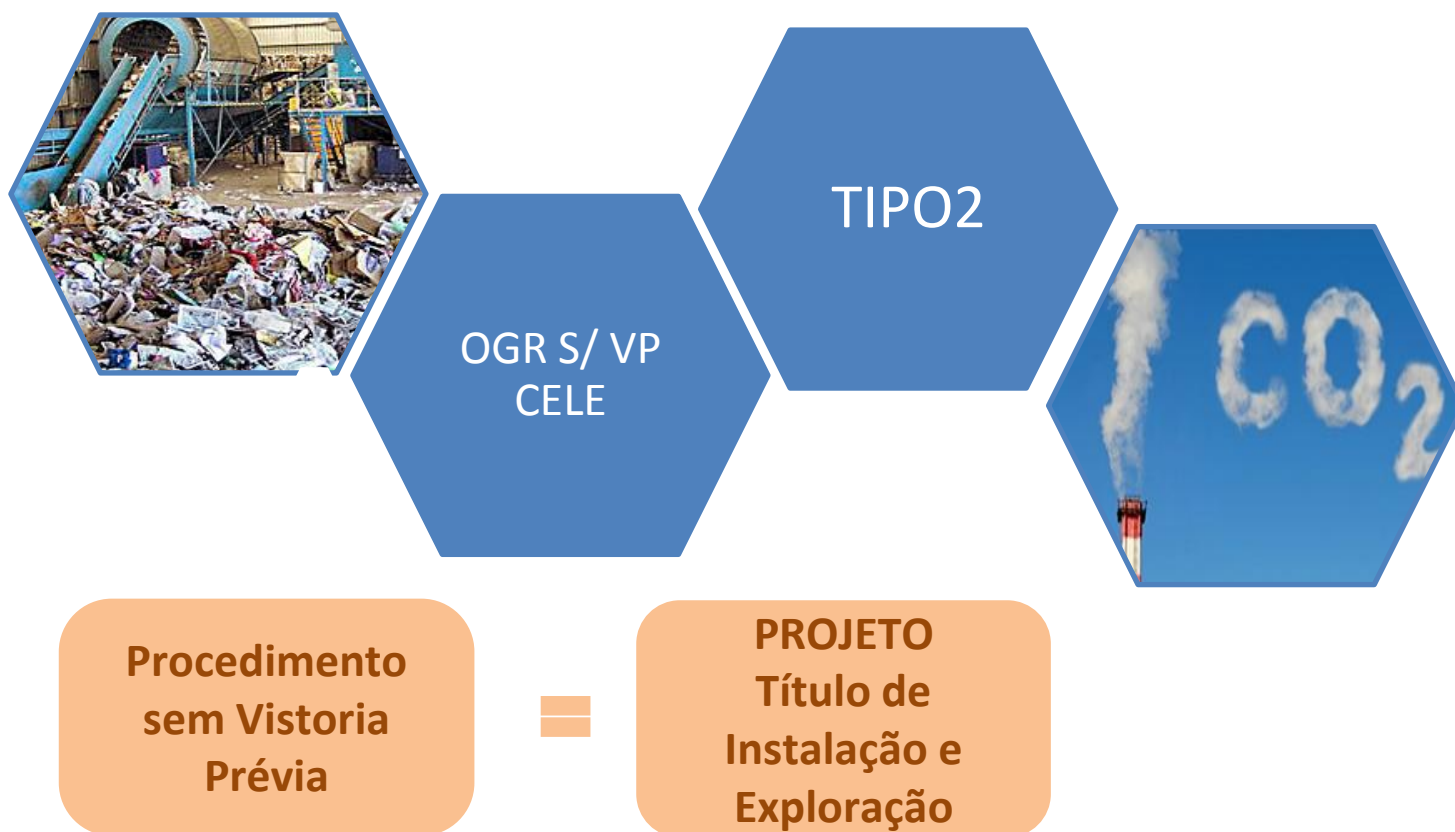 TIPO2
OGR S/ VP
CELE
CO2
Procedimento
sem Vistoria
Prévia
=
PROJETO
Título de
Instalação e
Exploração